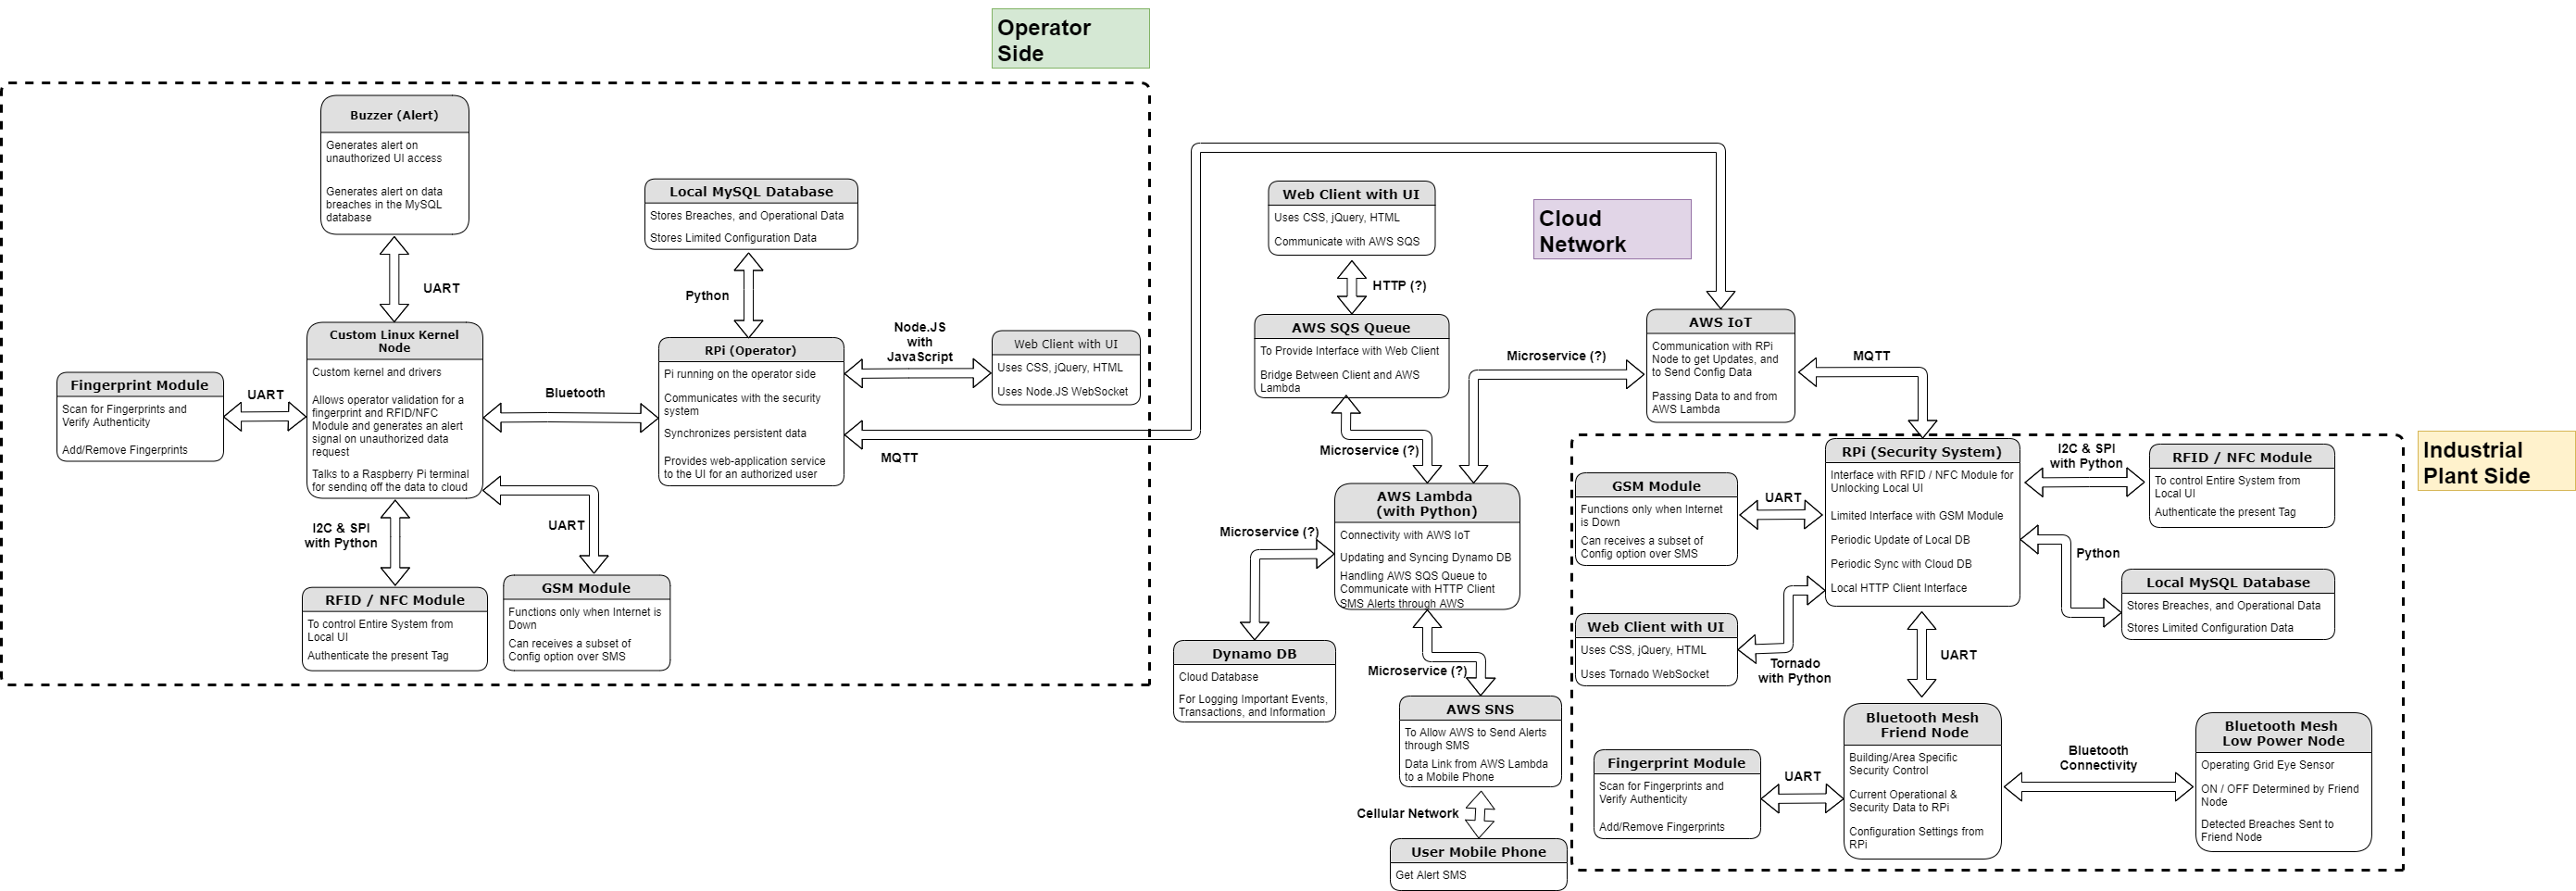 Operator
Side
Buzzer (Alert)
Generates alert on
unauthorized UI access
Generates alert on data
breaches in the MySQL
database
UART
Local MySQL Database
Stores Breaches, and Operational Data
Stores Limited Configuration Data
Python
Custom Linux Kernel
Node
Custom kernel and drivers
Allows operator validation for a
fingerprint and RFID/NFC
Module and generates an alert
signal on unauthorized data
request
Talks to a Raspberry Pi terminal
for sending off the data to cloud
Fingerprint Module
Scan for Fingerprints and
Verify Authenticity
Add/Remove Fingerprints
UART
Bluetooth
RPi (Operator)
Pi running on the operator side
Communicates with the security
system
Synchronizes persistent data
Provides web-application service
to the UI for an authorized user
Node.JS
with
JavaScript
Web Client with UI
Uses CSS, jQuery, HTML
Uses Node.JS WebSocket
MQTT
I2C & SPI
with Python
UART
RFID / NFC Module
To control Entire System from
Local UI
Authenticate the present Tag
GSM Module
Functions only when Internet is
Down
Can receives a subset of
Config option over SMS
Cloud
Network
Web Client with UI
Uses CSS, jQuery, HTML
Communicate with AWS SQS
HTTP (?)
AWS SQS Queue
To Provide Interface with Web Client
Bridge Between Client and AWS
Lambda
Microservice (?)
AWS IoT
Communication with RPi
Node to get Updates, and
to Send Config Data
Passing Data to and from
AWS Lambda
Microservice (?)
MQTT
AWS Lambda
(with Python)
Connectivity with AWS IoT
Updating and Syncing Dynamo DB
Handling AWS SQS Queue to
Communicate with HTTP Client
SMS Alerts through AWS
Microservice (?)
Dynamo DB
Cloud Database
For Logging Important Events,
Transactions, and Information
Microservice (?)
AWS SNS
To Allow AWS to Send Alerts
through SMS
Data Link from AWS Lambda
to a Mobile Phone
Cellular Network
User Mobile Phone
Get Alert SMS
Industrial
Plant Side
RPi (Security System)
Interface with RFID / NFC Module for
Unlocking Local UI
Limited Interface with GSM Module
Periodic Update of Local DB
Periodic Sync with Cloud DB
Local HTTP Client Interface
I2C & SPI
with Python
RFID / NFC Module
To control Entire System from
Local UI
Authenticate the present Tag
GSM Module
Functions only when Internet
is Down
Can receives a subset of
Config option over SMS
UART
Python
Local MySQL Database
Stores Breaches, and Operational Data
Stores Limited Configuration Data
Web Client with UI
Uses CSS, jQuery, HTML
Uses Tornado WebSocket
Tornado
with Python
UART
Bluetooth Mesh
Friend Node
Building/Area Specific
Security Control
Current Operational &
Security Data to RPi
Configuration Settings from
RPi
Fingerprint Module
Scan for Fingerprints and
Verify Authenticity
Add/Remove Fingerprints
UART
Bluetooth
Connectivity
Bluetooth Mesh
Low Power Node
Operating Grid Eye Sensor
ON / OFF Determined by Friend
Node
Detected Breaches Sent to
Friend Node